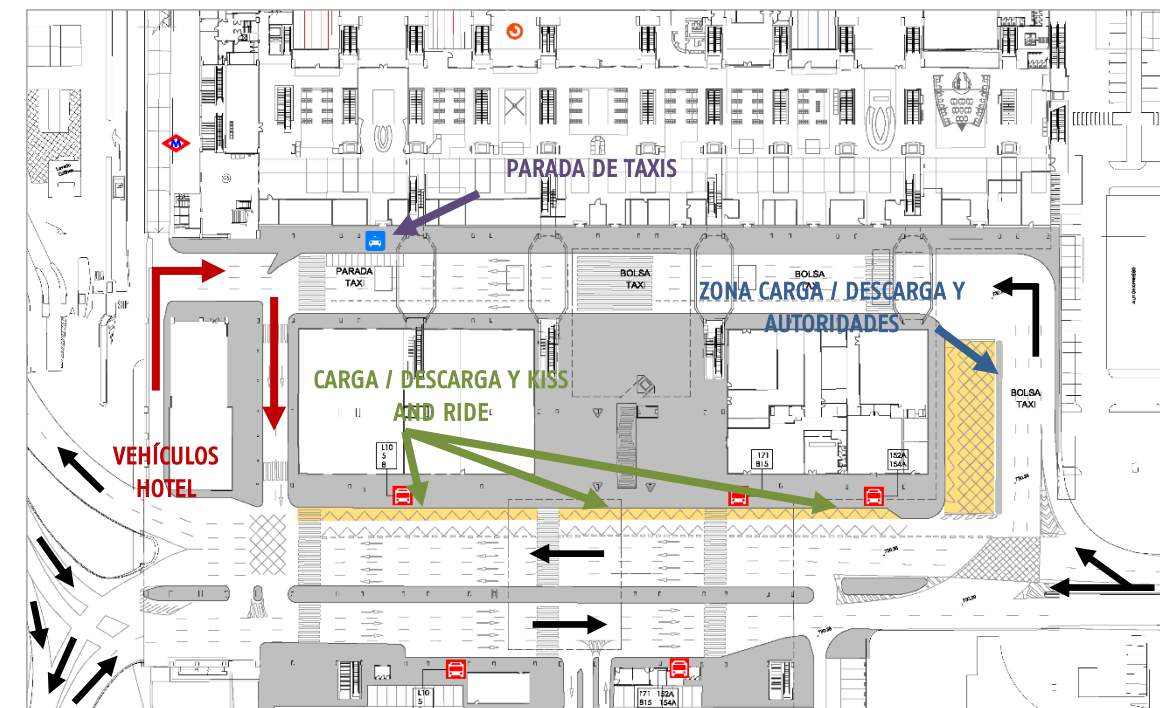 M
PARADA DE TAXIS
PARADA
TAXI
BOLSA
TAXI
BOLSA
ZONA CARGA / DESCARGA Y
AUTORIDADES
CARGA / DESCARGA Y KISS
AND RIDE
BOLSA
TAXI
VEHÍCULOS
HOTEL
L10
5
8
171
B15
152A
154A
L10
5
171 152A
B15 154A